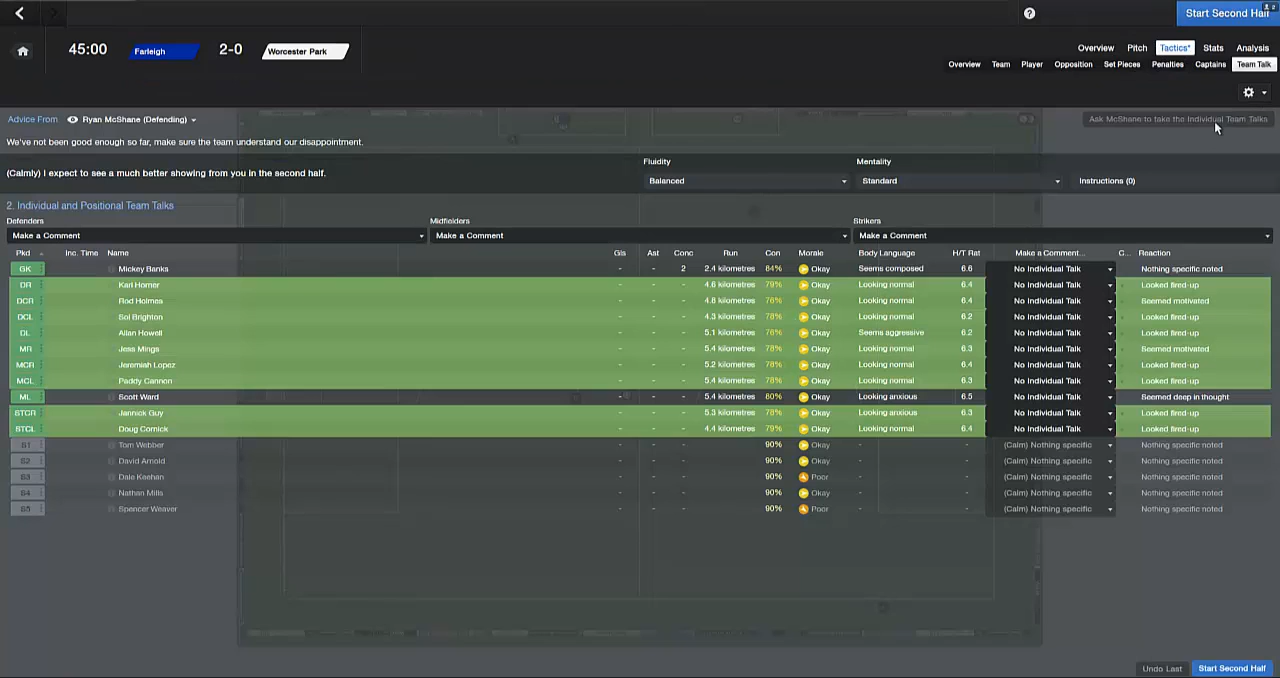 Start Second Half
45:00 Farleigh 2-0 Worcester Park
Overview Pitch Tactics* Stats Analysis
Overview Team Player Opposition Set Pieces Penalties Captains Team Talk
Advice From Ryan McShane (Defending)
Ask McShane to take the Individual Team Talks
We've not been good enough so far, make sure the team understand our disappointment.
Fluidity Mentality
(Calmly) I expect to see a much better showing from you in the second half.
Balanced Standard Instructions (0)
2. Individual and Positional Team Talks
Defenders Midfielders Strikers
Make a Comment Make a Comment Make a Comment
Pkd Inc. Time Name Gls Ast Conc Run Con Morale Body Language H/T Rat Make a Comment... C... Reaction
GK Mickey Banks - - 2 2.4 kilometres 84% Okay Seems composed 6.6 No Individual Talk Nothing specific noted
DR Karl Homer - - - 4.6 kilometres 79% Okay Looking normal 6.4 No Individual Talk Looked fired-up
DCR Rod Holmes - - - 4.8 kilometres 76% Okay Looking normal 6.4 No Individual Talk Seemed motivated
DCL Sol Brighton - - - 4.3 kilometres 78% Okay Looking normal 6.2 No Individual Talk Looked fired-up
DL Allan Howell - - - 5.1 kilometres 76% Okay Seems aggressive 6.2 No Individual Talk Looked fired-up
MR Jess Mings - - - 5.4 kilometres 78% Okay Looking normal 6.3 No Individual Talk Seemed motivated
MCR Jeremiah Lopez - - - 5.2 kilometres 78% Okay Looking normal 6.4 No Individual Talk Looked fired-up
MCL Paddy Cannon - - - 5.4 kilometres 78% Okay Looking normal 6.3 No Individual Talk Looked fired-up
ML Scott Ward - - - 5.4 kilometres 80% Okay Looking anxious 6.5 No Individual Talk Seemed deep in thought
STCR Jannick Guy - - - 5.3 kilometres 78% Okay Looking anxious 6.3 No Individual Talk Looked fired-up
STCL Doug Cornick - - - 4.4 kilometres 79% Okay Looking normal 6.4 No Individual Talk Looked fired-up
S1 Tom Webber - - - 90% Okay - - (Calm) Nothing specific Nothing specific noted
S2 David Arnold - - - 90% Okay - - (Calm) Nothing specific Nothing specific noted
S3 Dale Keehan - - - 90% Poor - - (Calm) Nothing specific Nothing specific noted
S4 Nathan Mills - - - 90% Okay - - (Calm) Nothing specific Nothing specific noted
S5 Spencer Weaver - - - 90% Poor - - (Calm) Nothing specific Nothing specific noted
Undo Last Start Second Half